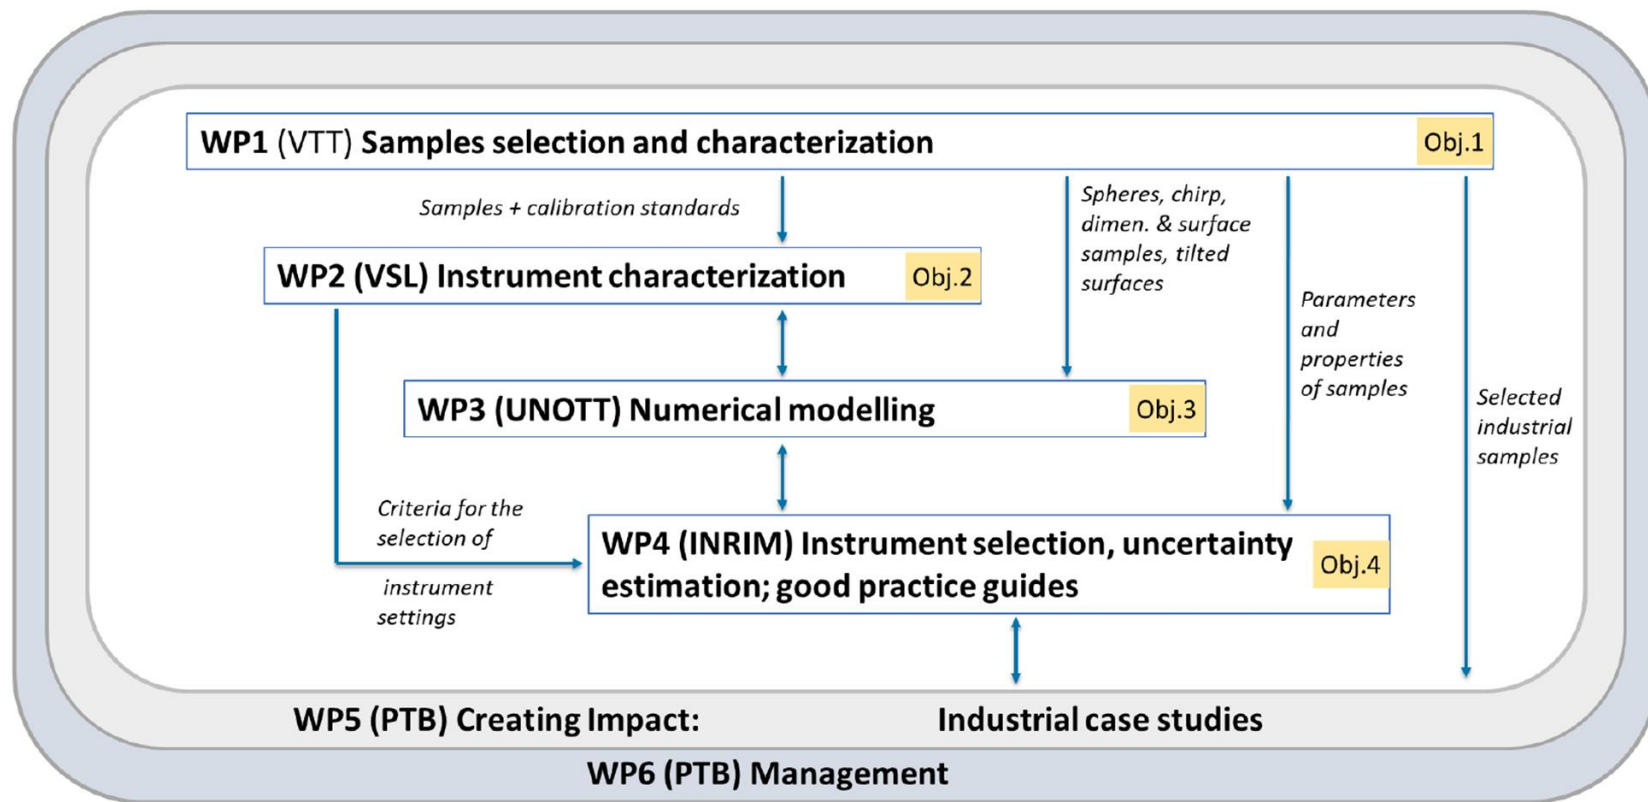 WP1 (VTT) Samples selection and characterization
Obj.1
Samples + calibration standards
Spheres, chirp,
dimen. & surface
samples, tilted
surfaces
WP2 (VSL) Instrument characterization
Obj.2
Parameters
and
properties
of samples
WP3 (UNOTT) Numerical modelling
Obj.3
Selected
industrial
samples
Criteria for the
selection of
instrument
settings
WP4 (INRIM) Instrument selection, uncertainty
estimation; good practice guides
Obj.4
WP5 (PTB) Creating Impact: Industrial case studies
WP6 (PTB) Management